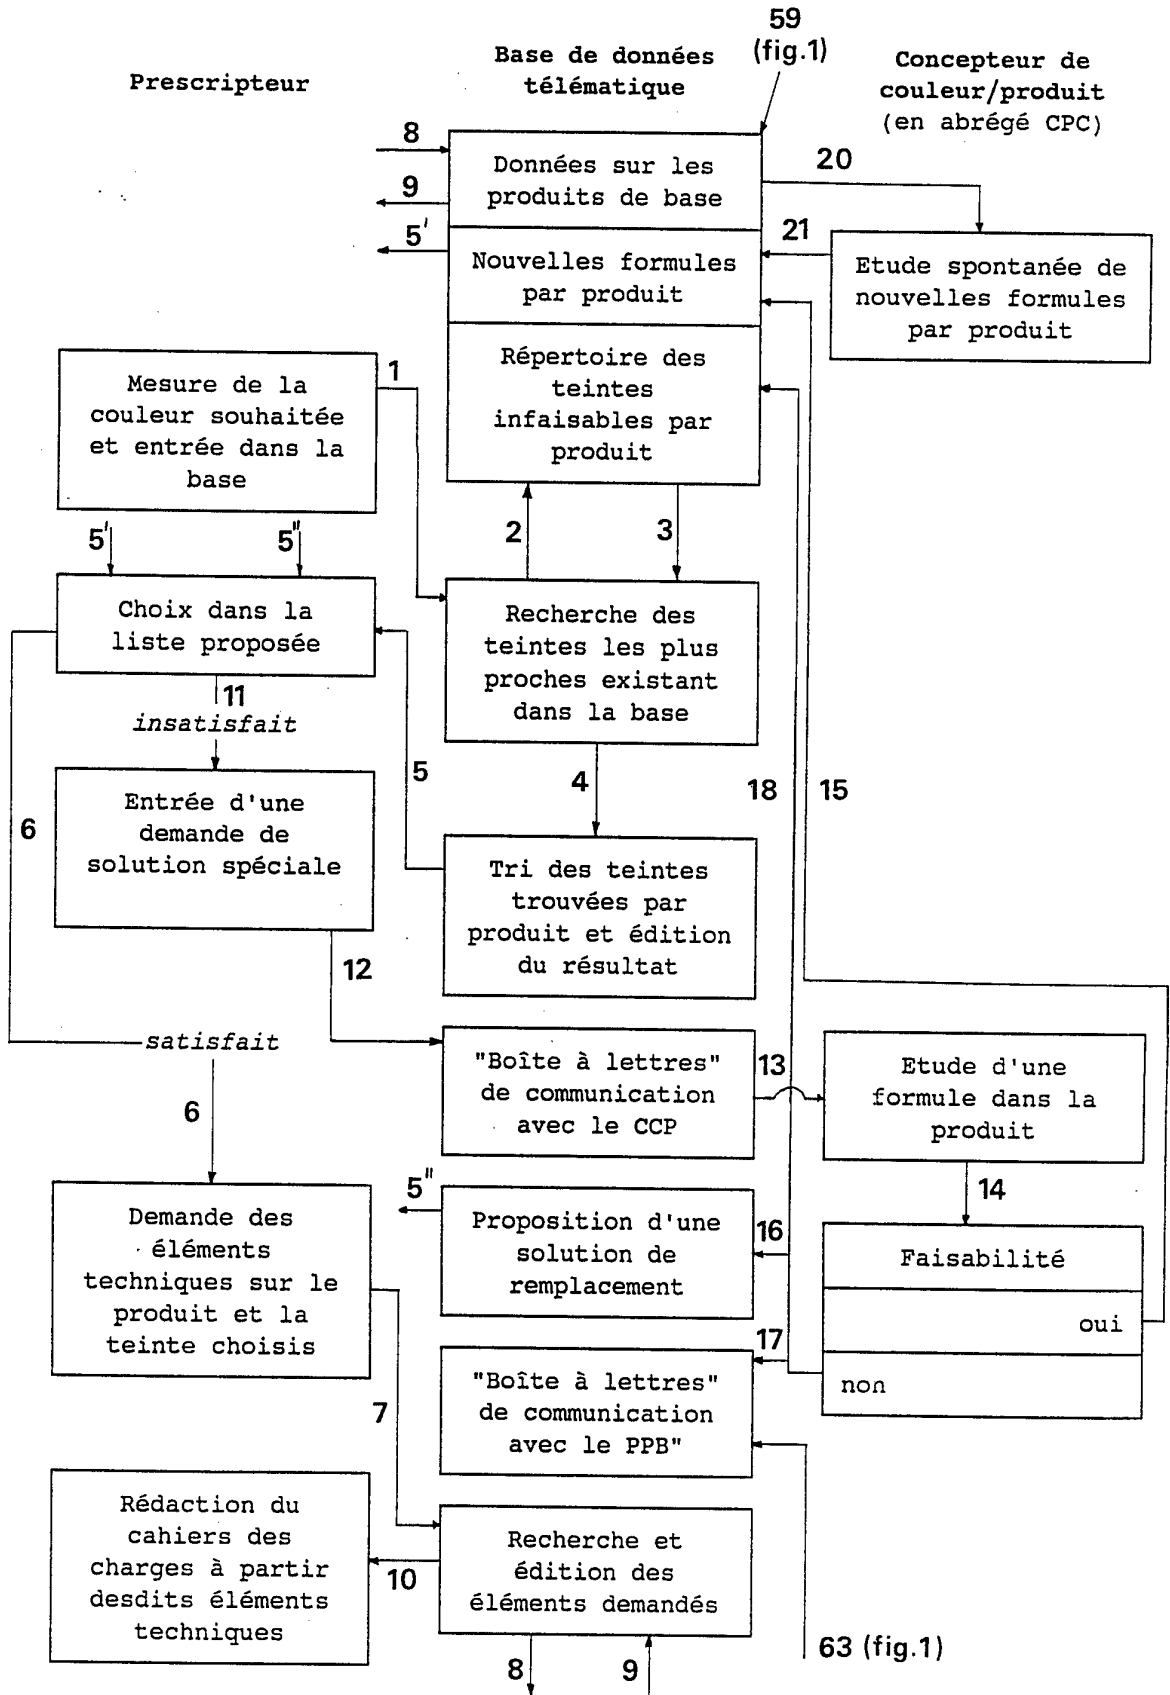 59
(fig.1)
Prescripteur
Base de données
télématique
Concepteur de
couleur/produit
(en abrégé CPC)
8
9
5'
Données sur les
produits de base
20
21
Nouvelles formules
par produit
Etude spontanée de
nouvelles formules
par produit
Répertoire des
teintes
infaisables par
produit
Mesure de la
couleur souhaitée
et entrée dans la
base
1
2
3
5'
5"
Choix dans la
liste proposée
Recherche des
teintes les plus
proches existant
dans la base
11
insatisfait
5
4
18
15
6
Entrée d'une
demande de
solution spéciale
Tri des teintes
trouvées par
produit et édition
du résultat
12
satisfait
"Boîte à lettres"
de communication
avec le CCP
13
Etude d'une
formule dans la
produit
6
14
5"
Demande des
éléments
techniques sur le
produit et la
teinte choisis
Proposition d'une
solution de
remplacement
16
Faisabilité
oui
non
17
7
"Boîte à lettres"
de communication
avec le PPB"
Rédaction du
cahiers des
charges à partir
desdits éléments
techniques
10
Recherche et
édition des
éléments demandés
63 (fig.1)
8
9